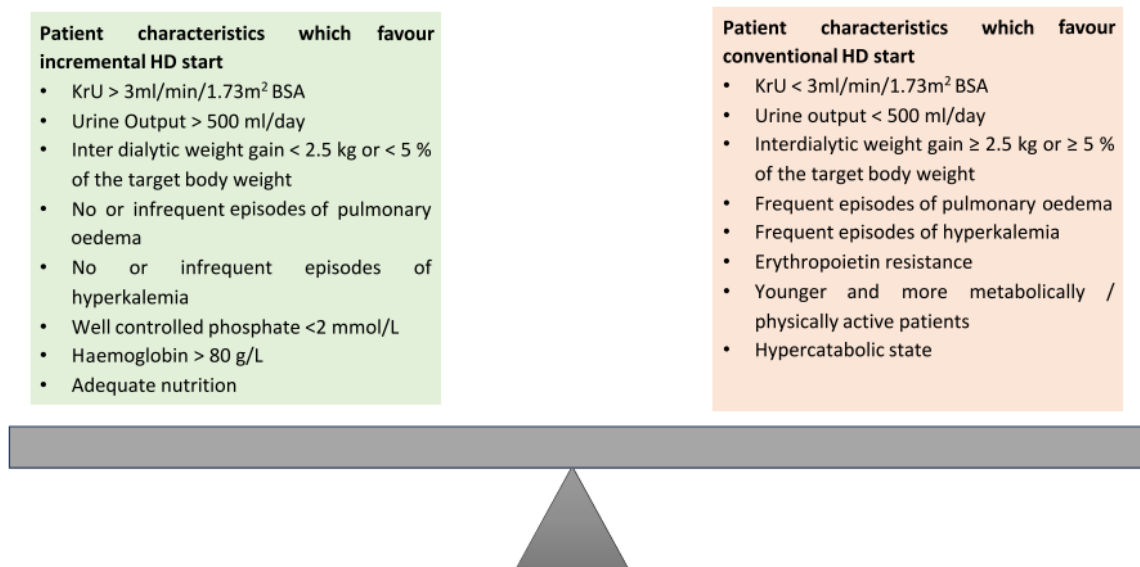 Patient characteristics which favour
incremental HD start
• KrU > 3ml/min/1.73m² BSA
• Urine Output > 500 ml/day
• Inter dialytic weight gain < 2.5 kg or < 5 %
of the target body weight
• No or infrequent episodes of pulmonary
oedema
• No or infrequent episodes of
hyperkalemia
• Well controlled phosphate <2 mmol/L
• Haemoglobin > 80 g/L
• Adequate nutrition
Patient characteristics which favour
conventional HD start
• KrU < 3ml/min/1.73m² BSA
• Urine output < 500 ml/day
• Interdialytic weight gain ≥ 2.5 kg or ≥ 5 %
of the target body weight
• Frequent episodes of pulmonary oedema
• Frequent episodes of hyperkalemia
• Erythropoietin resistance
• Younger and more metabolically /
physically active patients
• Hypercatabolic state